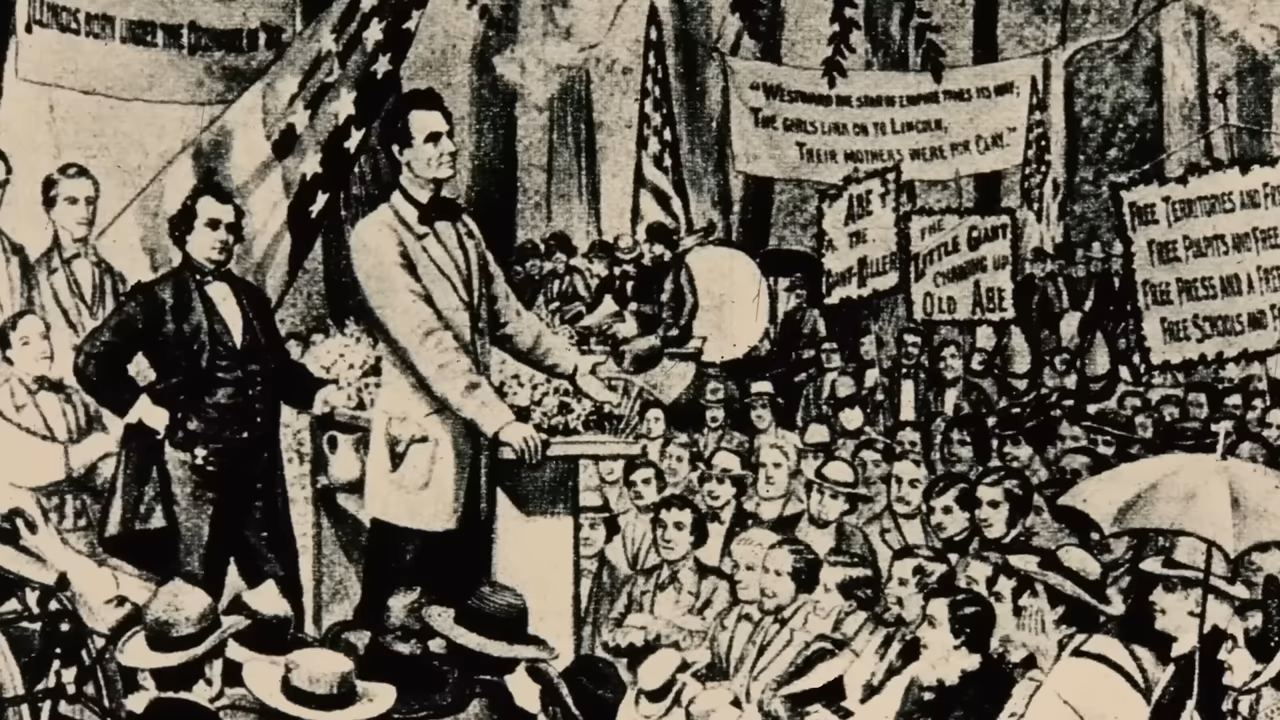 ILLINOIS BORN UNDER THE ORDINANCE OF '87
"WESTWARD THE STAR OF EMPIRE TAKES ITS WAY;
THE GIRLS LINK ON TO LINCOLN,
THEIR MOTHERS WERE FOR CLAY."
ABE
THE
GIANT-KILLER
THE
LITTLE GIANT
CHAWING UP
OLD ABE
FREE TERRITORIES AND
FREE PULPITS AND FREE
FREE PRESS AND A FREE
FREE SCHOOLS AND